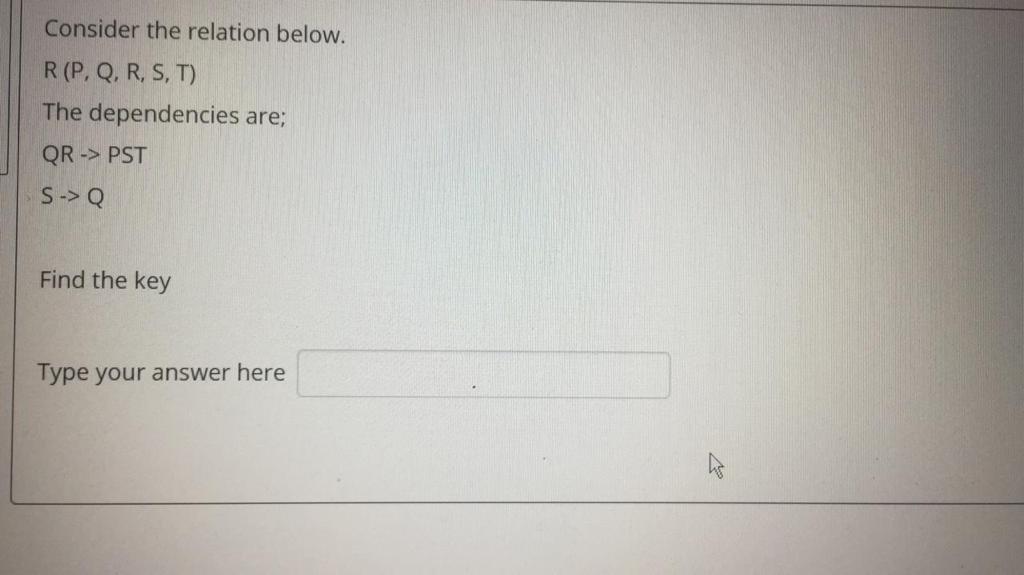 Consider the relation below.
R (P, Q, R, S, T)
The dependencies are;
QR -> PST
S -> Q
Find the key
Type your answer here